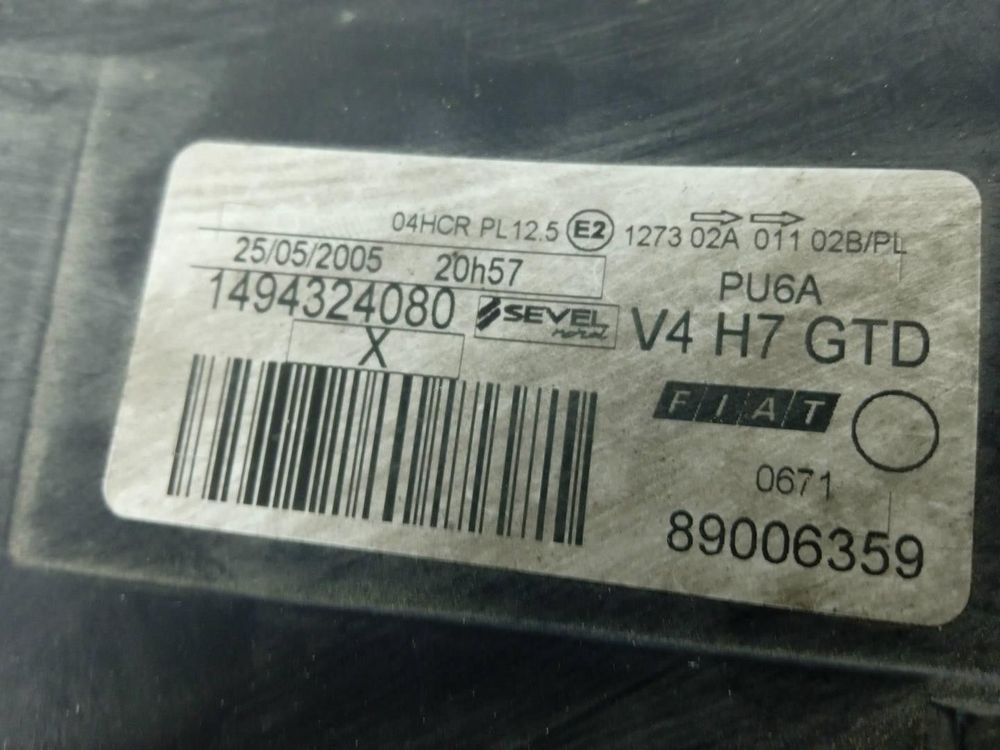 04HCR PL12.5 E2 1273 02A 011 02B/PL
25/05/2005 20h57
PU6A
1494324080 SEVEL nord V4 H7 GTD
X
FIAT
0671
89006359